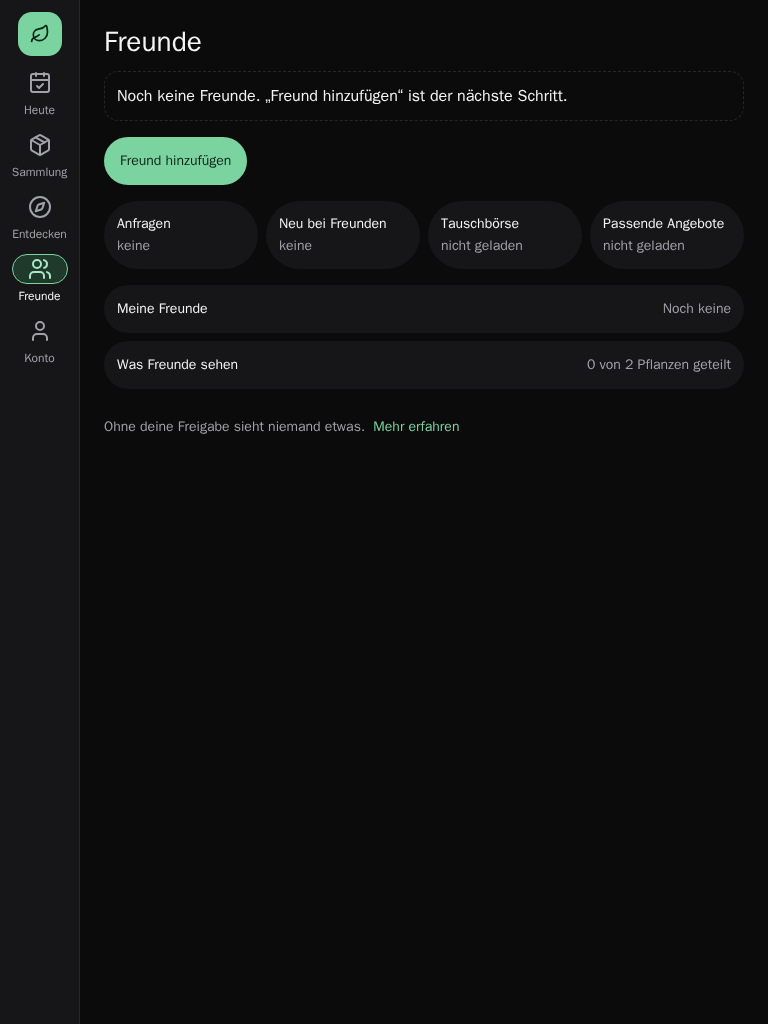 Freunde
Noch keine Freunde. „Freund hinzufügen“ ist der nächste Schritt.
Freund hinzufügen
Anfragen
keine
Neu bei Freunden
keine
Tauschbörse
nicht geladen
Passende Angebote
nicht geladen
Meine Freunde
Noch keine
Was Freunde sehen
0 von 2 Pflanzen geteilt
Ohne deine Freigabe sieht niemand etwas. Mehr erfahren
Heute
Sammlung
Entdecken
Freunde
Konto